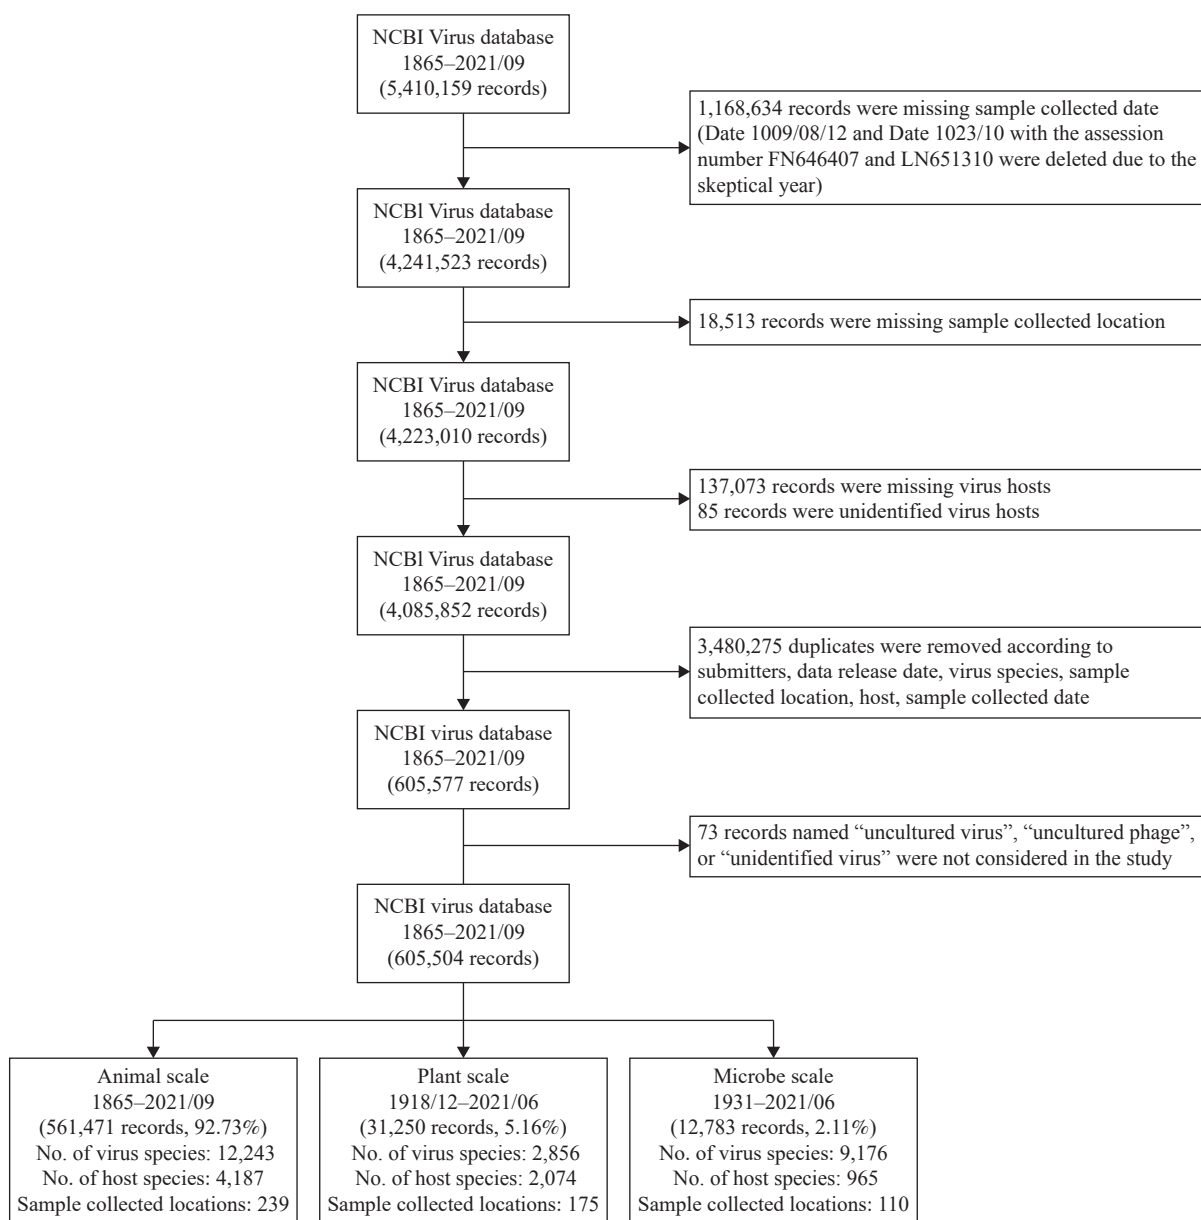 NCBI Virus database
1865–2021/09
(5,410,159 records)
1,168,634 records were missing sample collected date
(Date 1009/08/12 and Date 1023/10 with the assession
number FN646407 and LN651310 were deleted due to the
skeptical year)
NCBl Virus database
1865–2021/09
(4,241,523 records)
18,513 records were missing sample collected location
NCBI Virus database
1865–2021/09
(4,223,010 records)
137,073 records were missing virus hosts
85 records were unidentified virus hosts
NCBl Virus database
1865–2021/09
(4,085,852 records)
3,480,275 duplicates were removed according to
submitters, data release date, virus species, sample
collected location, host, sample collected date
NCBI virus database
1865–2021/09
(605,577 records)
73 records named “uncultured virus”, “uncultured phage”,
or “unidentified virus” were not considered in the study
NCBI virus database
1865–2021/09
(605,504 records)
Animal scale
1865–2021/09
(561,471 records, 92.73%)
No. of virus species: 12,243
No. of host species: 4,187
Sample collected locations: 239
Plant scale
1918/12–2021/06
(31,250 records, 5.16%)
No. of virus species: 2,856
No. of host species: 2,074
Sample collected locations: 175
Microbe scale
1931–2021/06
(12,783 records, 2.11%)
No. of virus species: 9,176
No. of host species: 965
Sample collected locations: 110